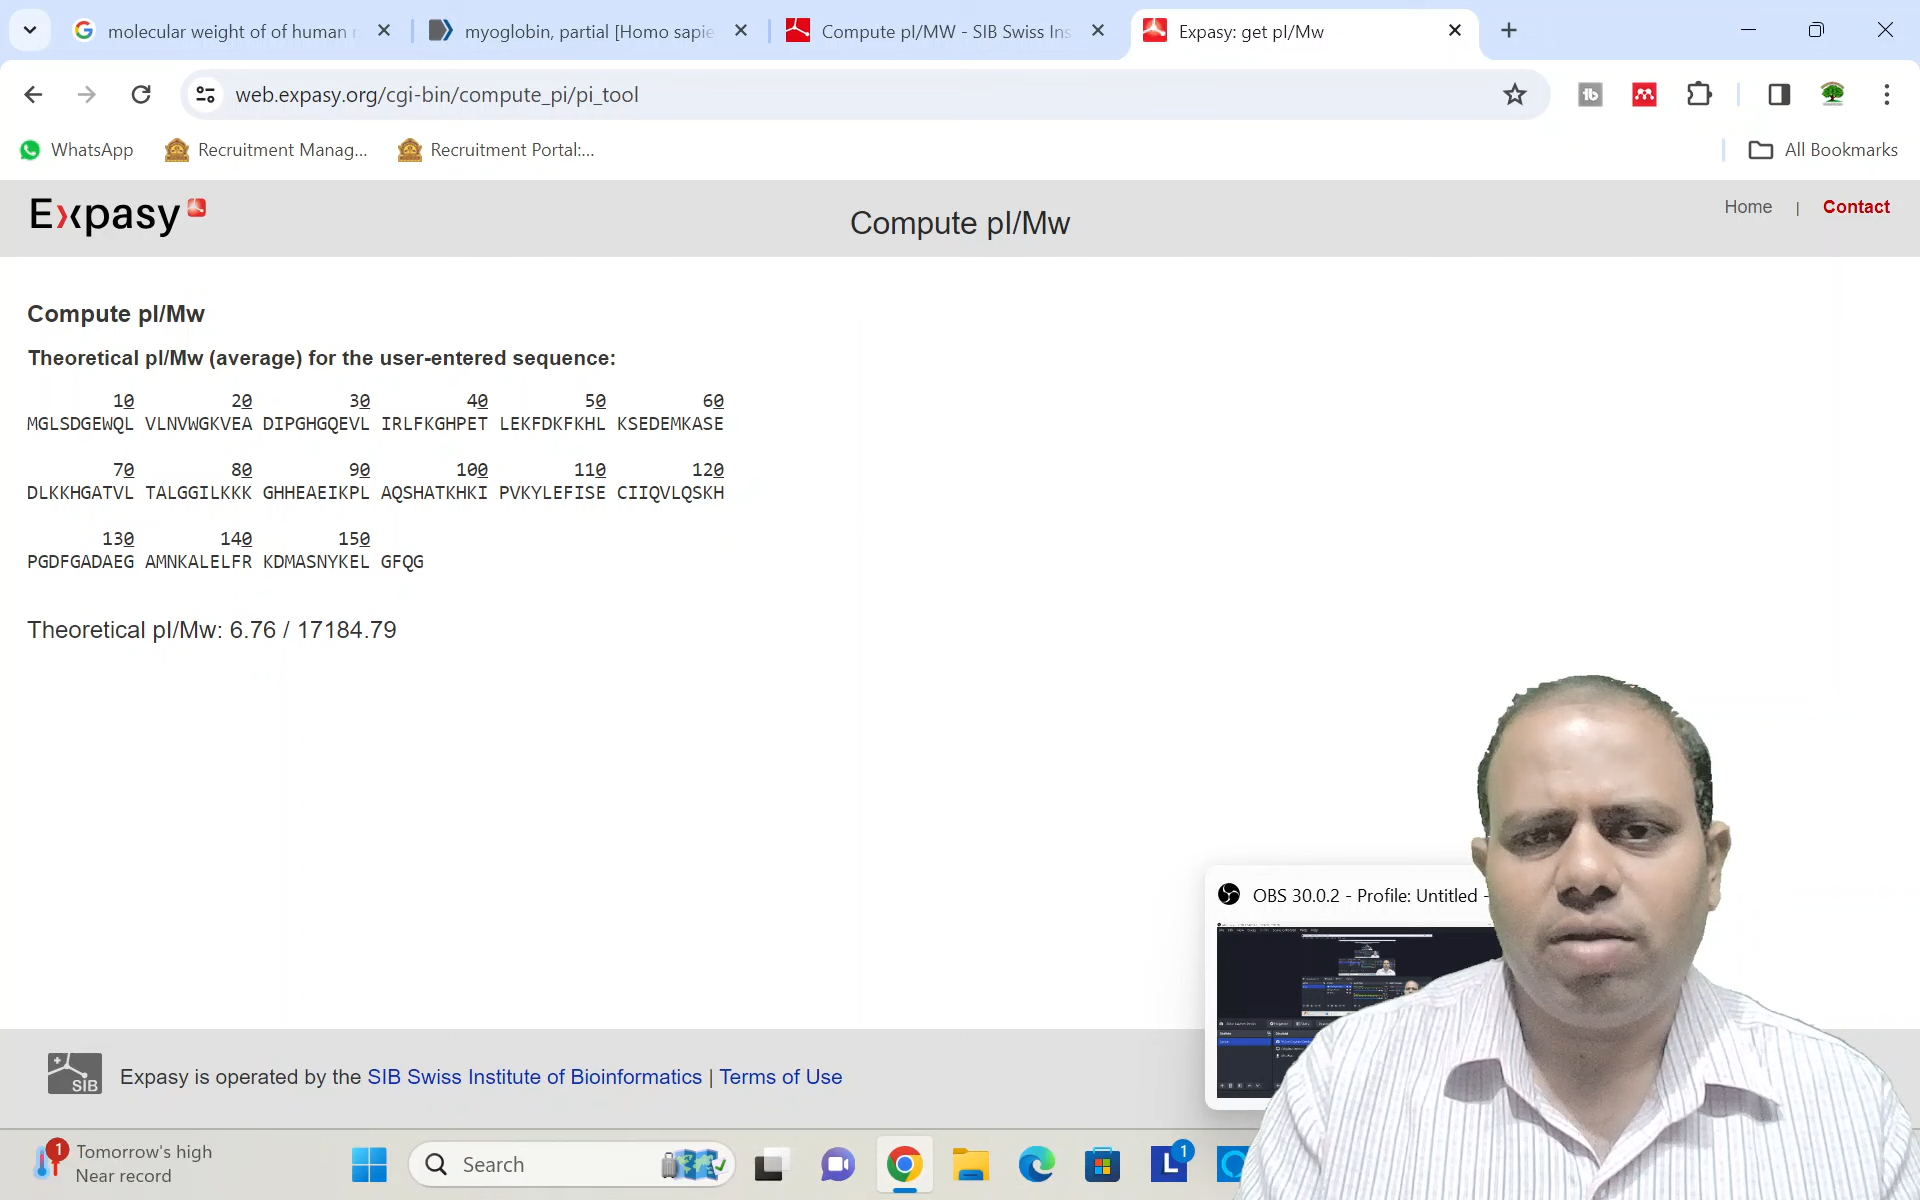 molecular weight of of human
myoglobin, partial [Homo sapie
Compute pI/MW - SIB Swiss Ins
Expasy: get pI/Mw
web.expasy.org/cgi-bin/compute_pi/pi_tool
WhatsApp
Recruitment Manag...
Recruitment Portal:...
All Bookmarks
Expasy
Compute pI/Mw
Home | Contact
Compute pI/Mw
Theoretical pI/Mw (average) for the user-entered sequence:
10 20 30 40 50 60
MGLSDGEWQL VLNVWGKVEA DIPGHGQEVL IRLFKGHPET LEKFDKFKHL KSEDEMKASE
70 80 90 100 110 120
DLKKHGATVL TALGGILKKK GHHEAEIKPL AQSHATKHKI PVKYLEFISE CIIQVLQSKH
130 140 150
PGDFGADAEG AMNKALELFR KDMASNYKEL GFQG
Theoretical pI/Mw: 6.76 / 17184.79
OBS 30.0.2 - Profile: Untitled -
SIB
Expasy is operated by the SIB Swiss Institute of Bioinformatics | Terms of Use
1
Tomorrow's high
Near record
Search
L
1